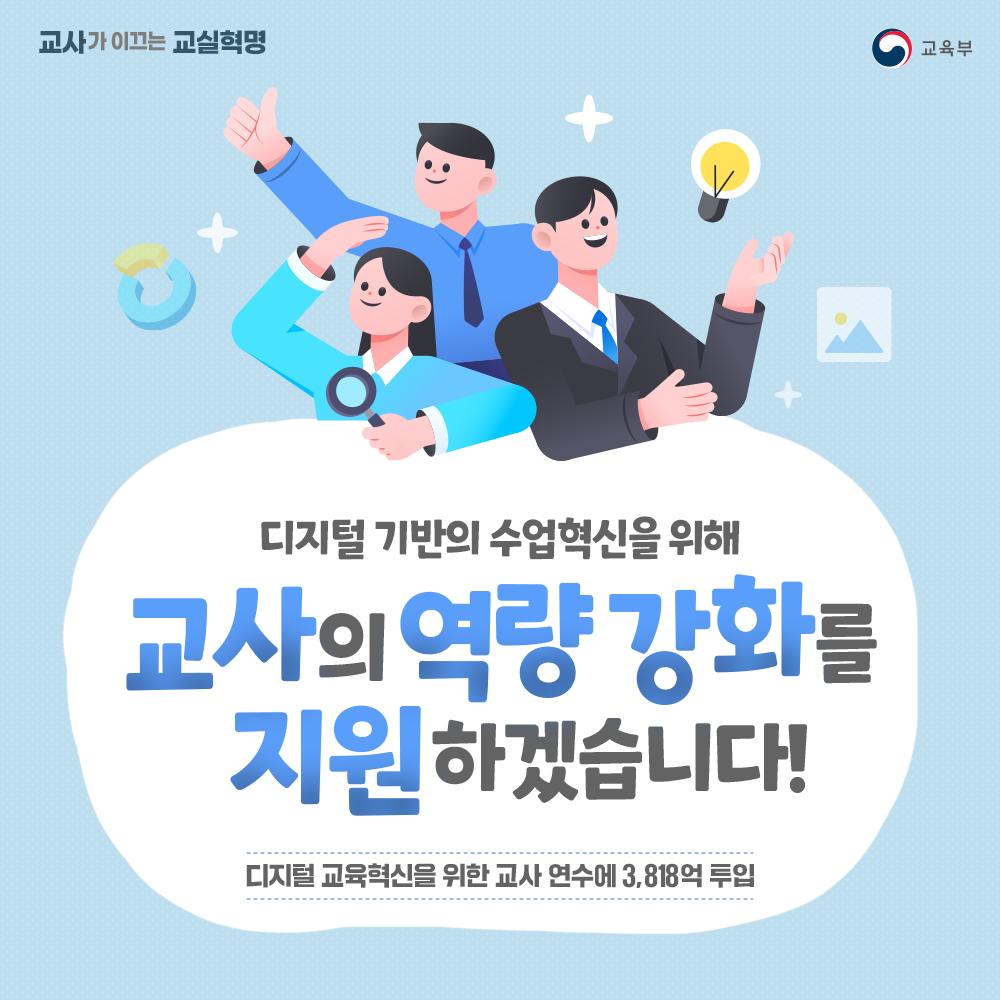 교사가 이끄는 교실혁명
교육부
디지털 기반의 수업혁신을 위해
교사의 역량 강화를
지원하겠습니다!
디지털 교육혁신을 위한 교사 연수에 3,818억 투입